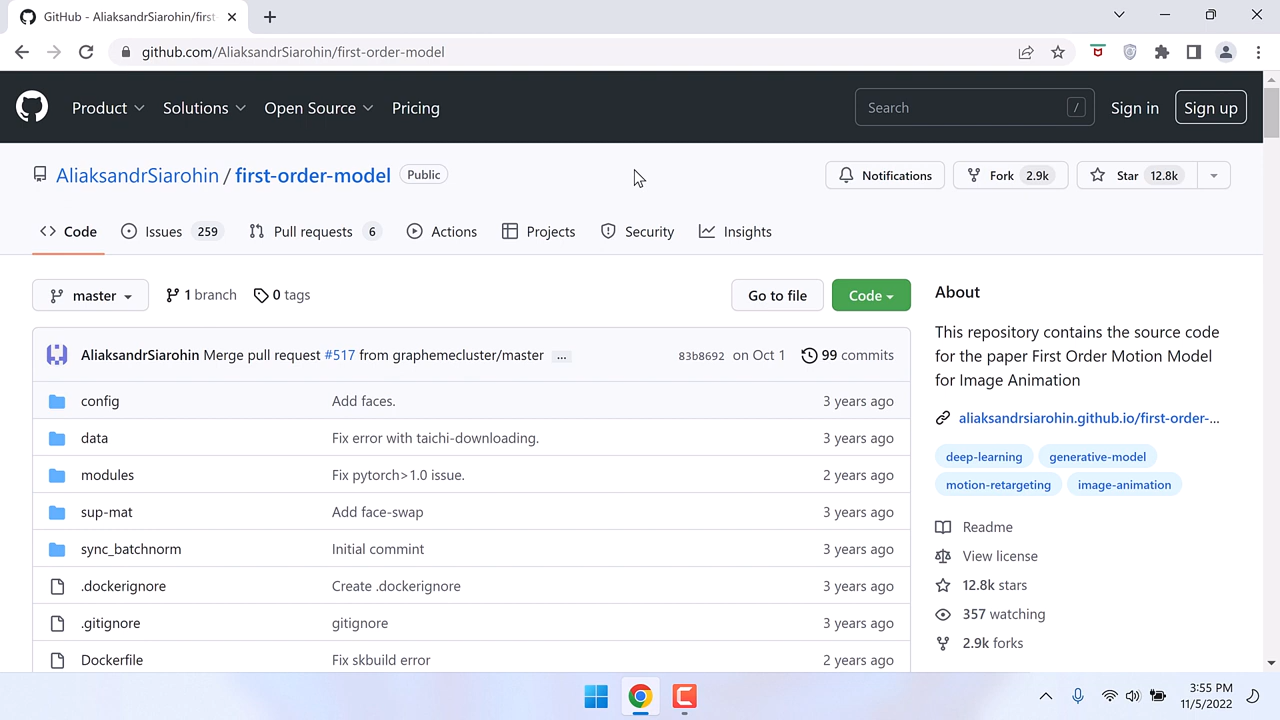 GitHub - AliaksandrSiarohin/first-
github.com/AliaksandrSiarohin/first-order-model
Product Solutions Open Source Pricing Search / Sign in Sign up
AliaksandrSiarohin / first-order-model Public Notifications Fork 2.9k Star 12.8k
Code Issues 259 Pull requests 6 Actions Projects Security Insights
master 1 branch 0 tags Go to file Code
AliaksandrSiarohin Merge pull request #517 from graphemecluster/master ... 83b8692 on Oct 1 99 commits
config Add faces. 3 years ago
data Fix error with taichi-downloading. 3 years ago
modules Fix pytorch>1.0 issue. 2 years ago
sup-mat Add face-swap 3 years ago
sync_batchnorm Initial commint 3 years ago
.dockerignore Create .dockerignore 3 years ago
.gitignore gitignore 3 years ago
Dockerfile Fix skbuild error 2 years ago
About
This repository contains the source code
for the paper First Order Motion Model
for Image Animation
aliaksandrsiarohin.github.io/first-order-...
deep-learning generative-model
motion-retargeting image-animation
Readme
View license
12.8k stars
357 watching
2.9k forks
3:55 PM
11/5/2022